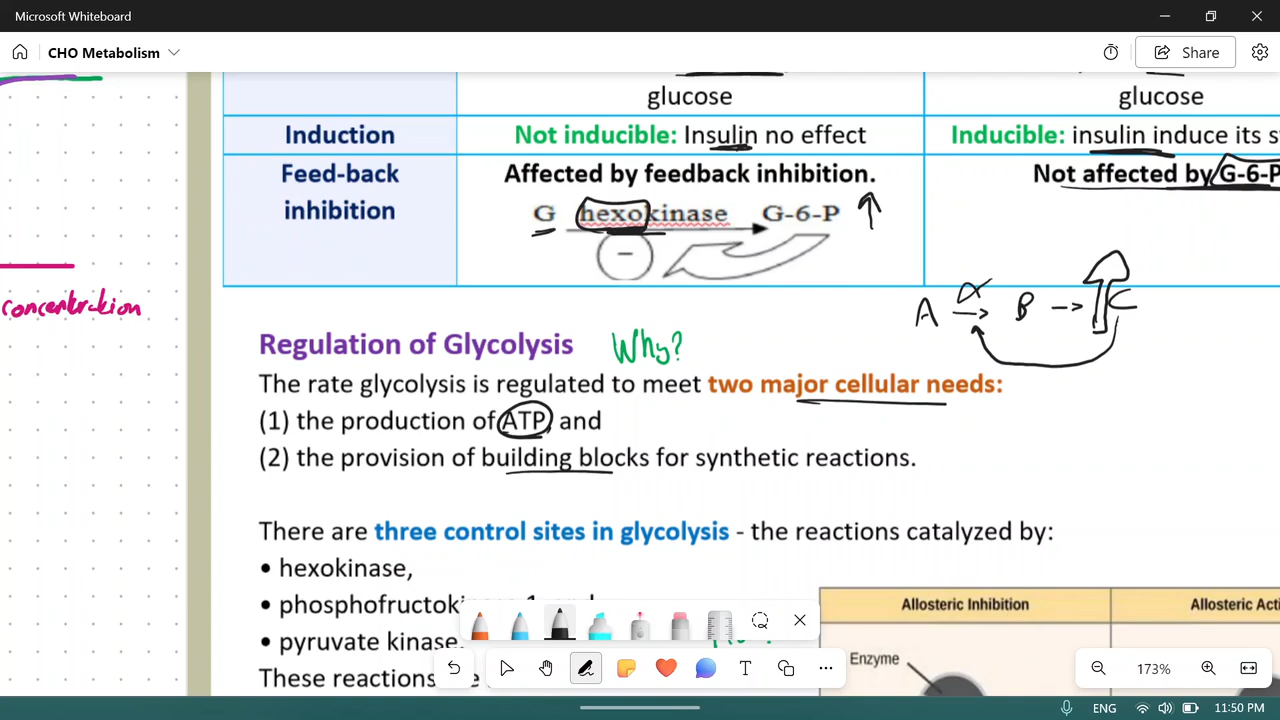 Microsoft Whiteboard
CHO Metabolism
Share
glucose
glucose
Induction
Not inducible: Insulin no effect
Inducible: insulin induce its s
Feed-back
inhibition
Affected by feedback inhibition.
Not affected by G-6-P
G hexokinase G-6-P
−
concentration
A α → B → C
Regulation of Glycolysis
Why?
The rate glycolysis is regulated to meet two major cellular needs:
(1) the production of ATP, and
(2) the provision of building blocks for synthetic reactions.
There are three control sites in glycolysis - the reactions catalyzed by:
• hexokinase,
• phosphofructok
• pyruvate kinase.
These reactions
Allosteric Inhibition
Allosteric Acti
Enzyme
T
173%
ENG
11:50 PM